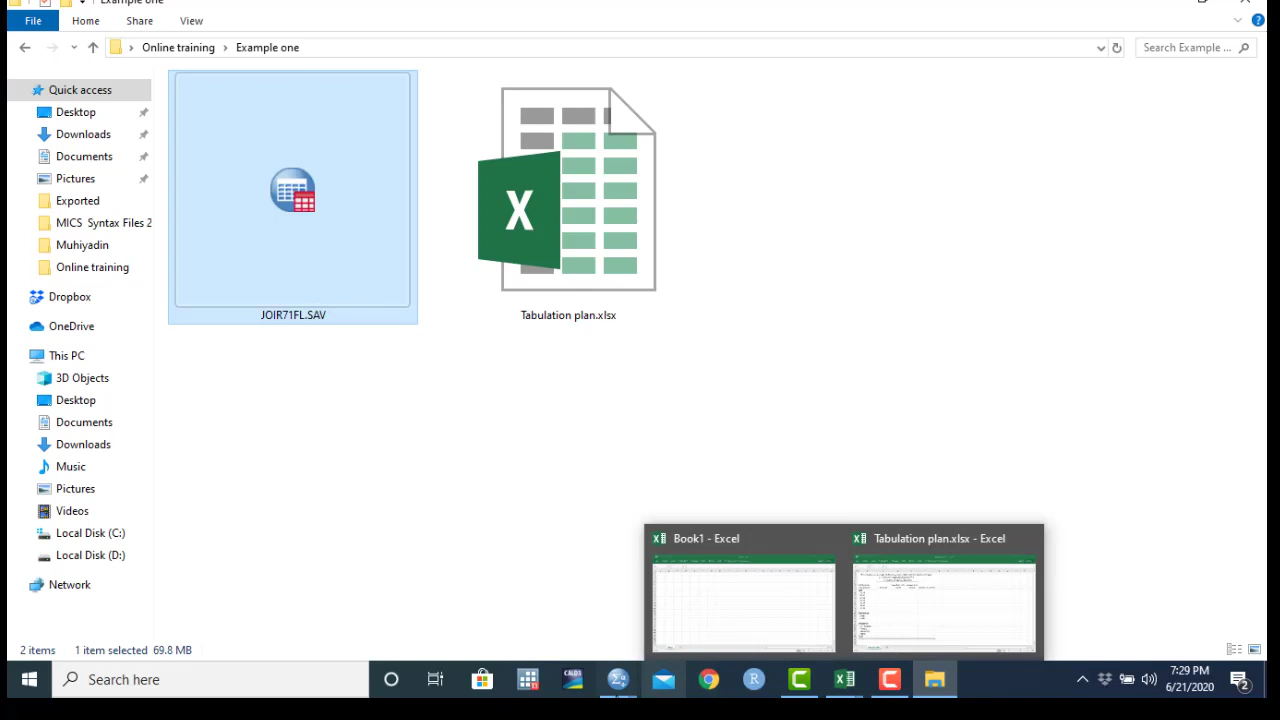 Example one
File
Home
Share
View
Online training
Example one
Search Example ...
Quick access
Desktop
Downloads
Documents
Pictures
Exported
MICS Syntax Files 2
Muhiyadin
Online training
Dropbox
OneDrive
This PC
3D Objects
Desktop
Documents
Downloads
Music
Pictures
Videos
Local Disk (C:)
Local Disk (D:)
Network
JOIR71FL.SAV
X
Tabulation plan.xlsx
Book1 - Excel
Tabulation plan.xlsx - Excel
2 items
1 item selected 69.8 MB
Search here
R
7:29 PM
6/21/2020
2